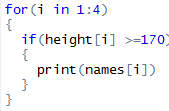 for(i in 1:4)
{
  if(height[i] >=170)
  {
    print(names[i])
  }
}